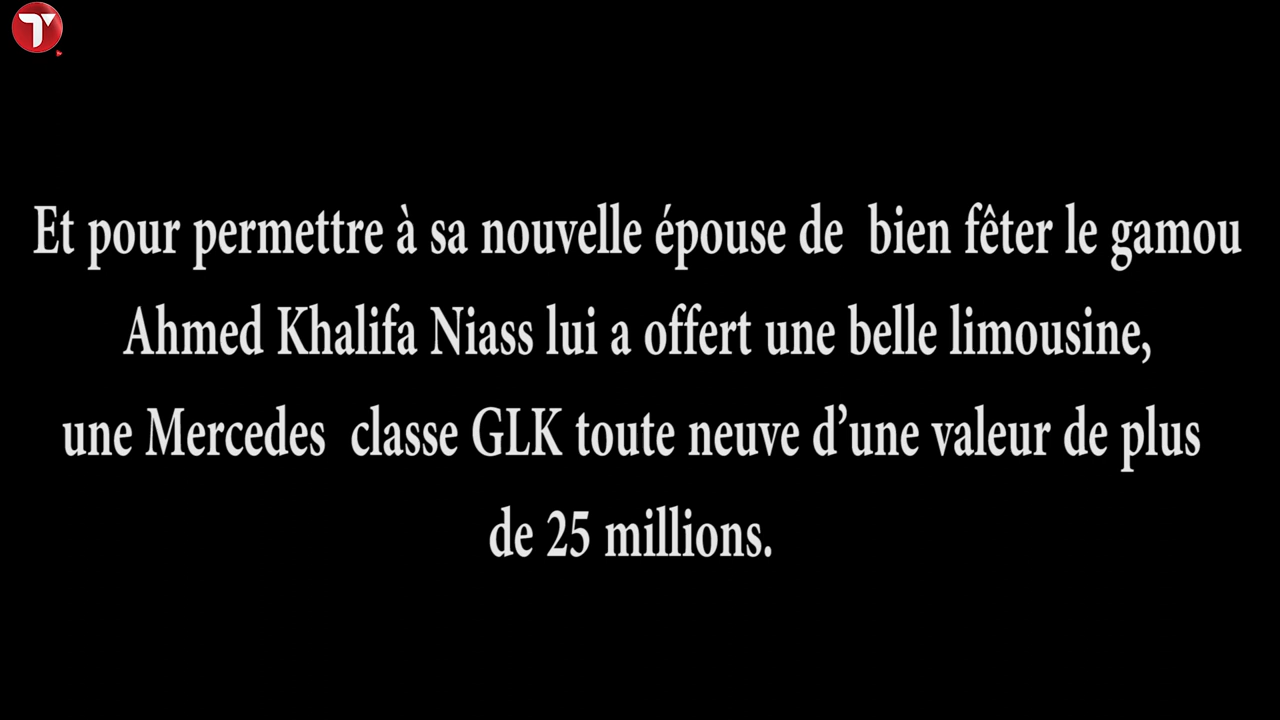 Et pour permettre à sa nouvelle épouse de  bien fêter le gamou
Ahmed Khalifa Niass lui a offert une belle limousine,
une Mercedes  classe GLK toute neuve d’une valeur de plus
de 25 millions.